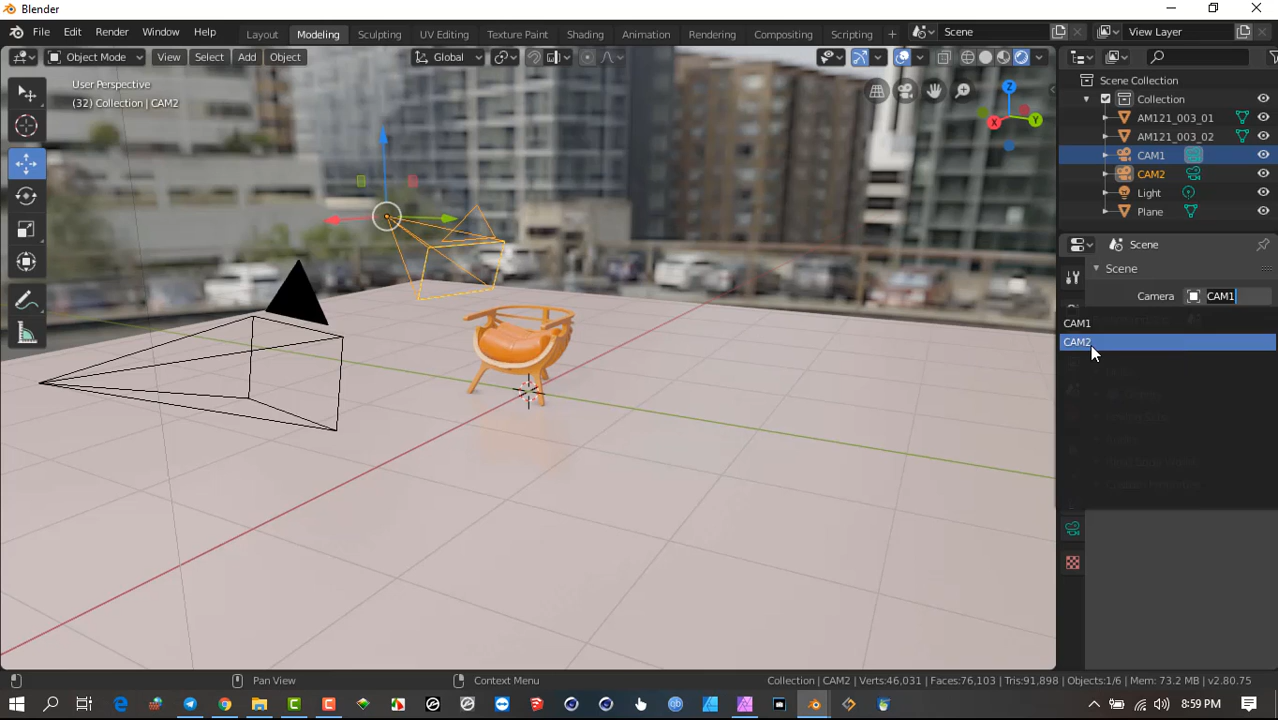 Blender
File Edit Render Window Help
Layout Modeling Sculpting UV Editing Texture Paint Shading Animation Rendering Compositing Scripting
Scene
View Layer
Object Mode View Select Add Object
Global
User Perspective
(32) Collection | CAM2
Z
X
Y
Scene Collection
Collection
AM121_003_01
AM121_003_02
CAM1
CAM2
Light
Plane
Scene
Scene
Camera CAM1
CAM1
CAM2
Pan View
Context Menu
Collection | CAM2 | Verts:46,031 | Faces:76,103 | Tris:91,898 | Objects:1/6 | Mem: 73.2 MB | v2.80.75
8:59 PM